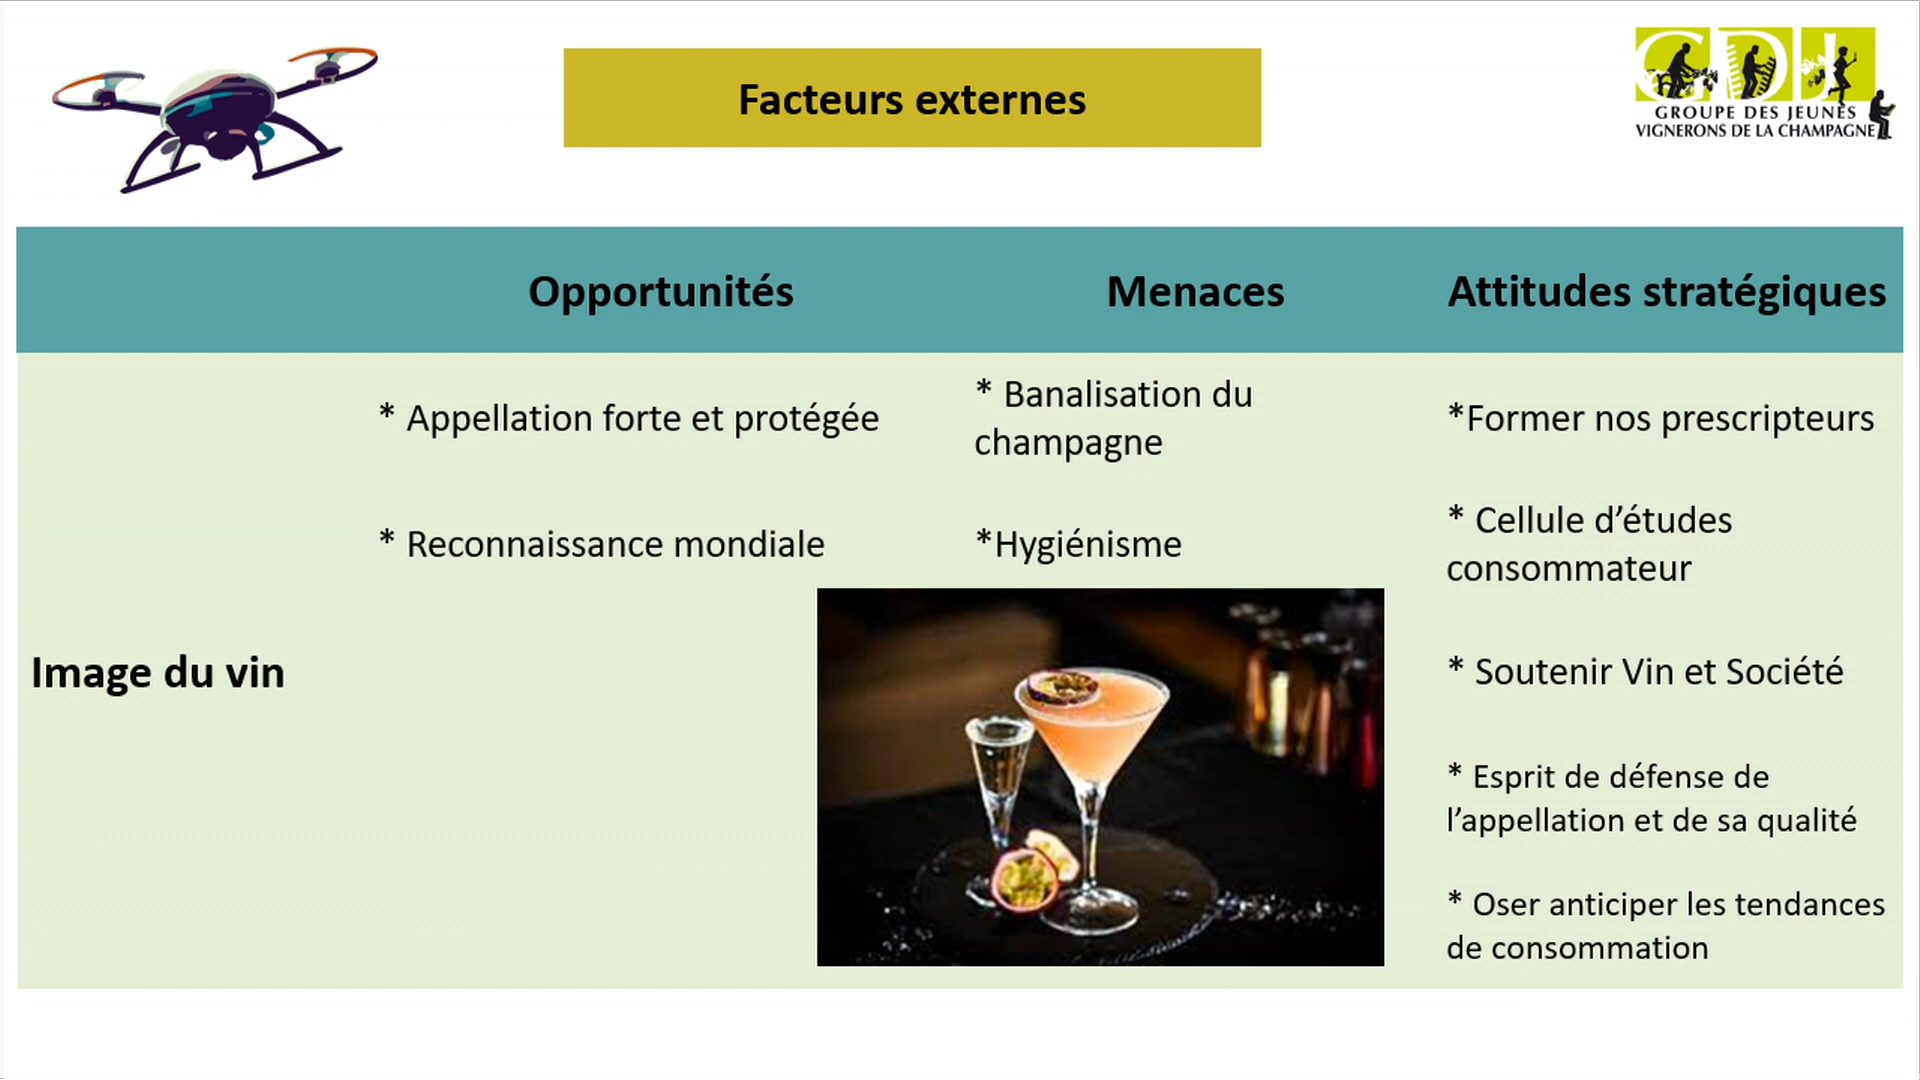 Facteurs externes
GDJ
GROUPE DES JEUNES
VIGNERONS DE LA CHAMPAGNE
Opportunités
Menaces
Attitudes stratégiques
Image du vin
* Appellation forte et protégée
* Reconnaissance mondiale
* Banalisation du
champagne
*Hygiénisme
*Former nos prescripteurs
* Cellule d’études
consommateur
* Soutenir Vin et Société
* Esprit de défense de
l’appellation et de sa qualité
* Oser anticiper les tendances
de consommation